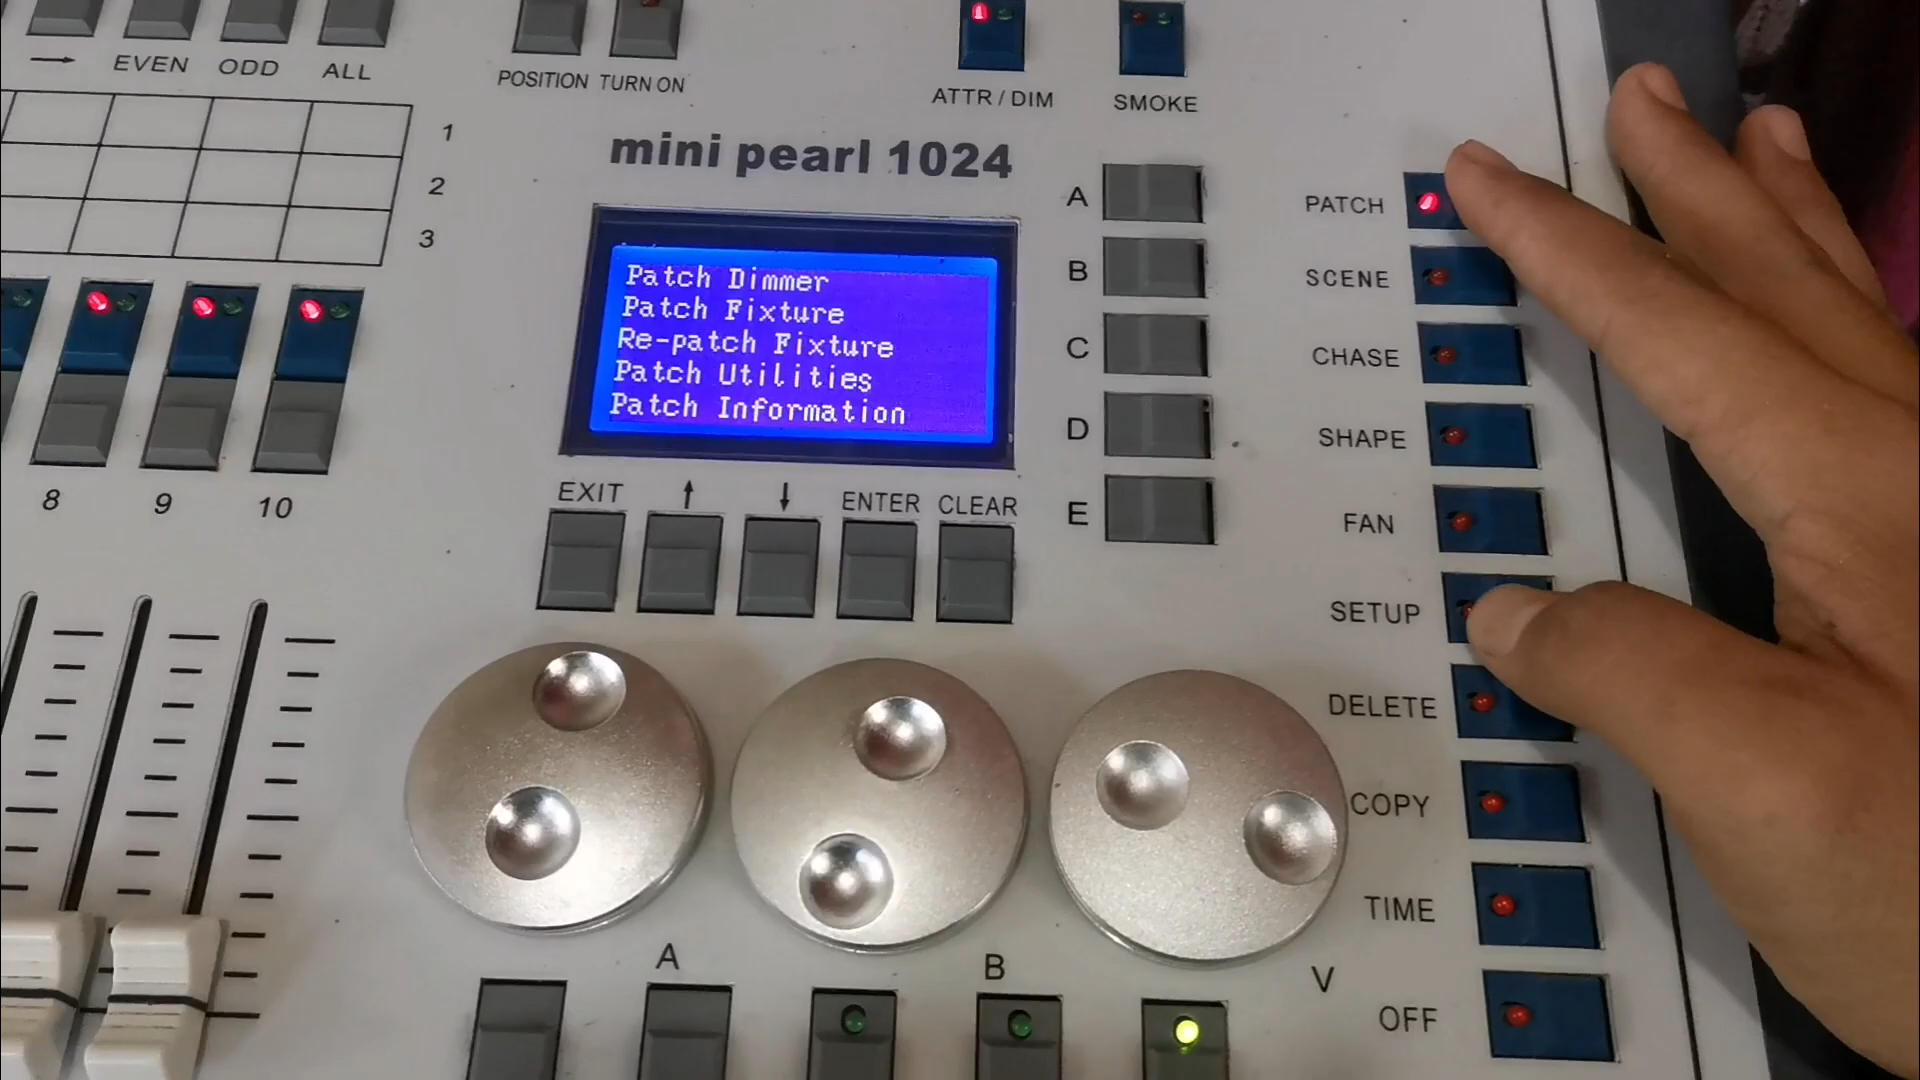 → EVEN ODD ALL
POSITION TURN ON
ATTR / DIM
SMOKE
mini pearl 1024
1
2
3
Patch Dimmer
Patch Fixture
Re-patch Fixture
Patch Utilities
Patch Information
A
B
C
D
E
PATCH
SCENE
CHASE
SHAPE
FAN
SETUP
DELETE
COPY
TIME
OFF
8 9 10
EXIT ↑ ↓ ENTER CLEAR
A B V